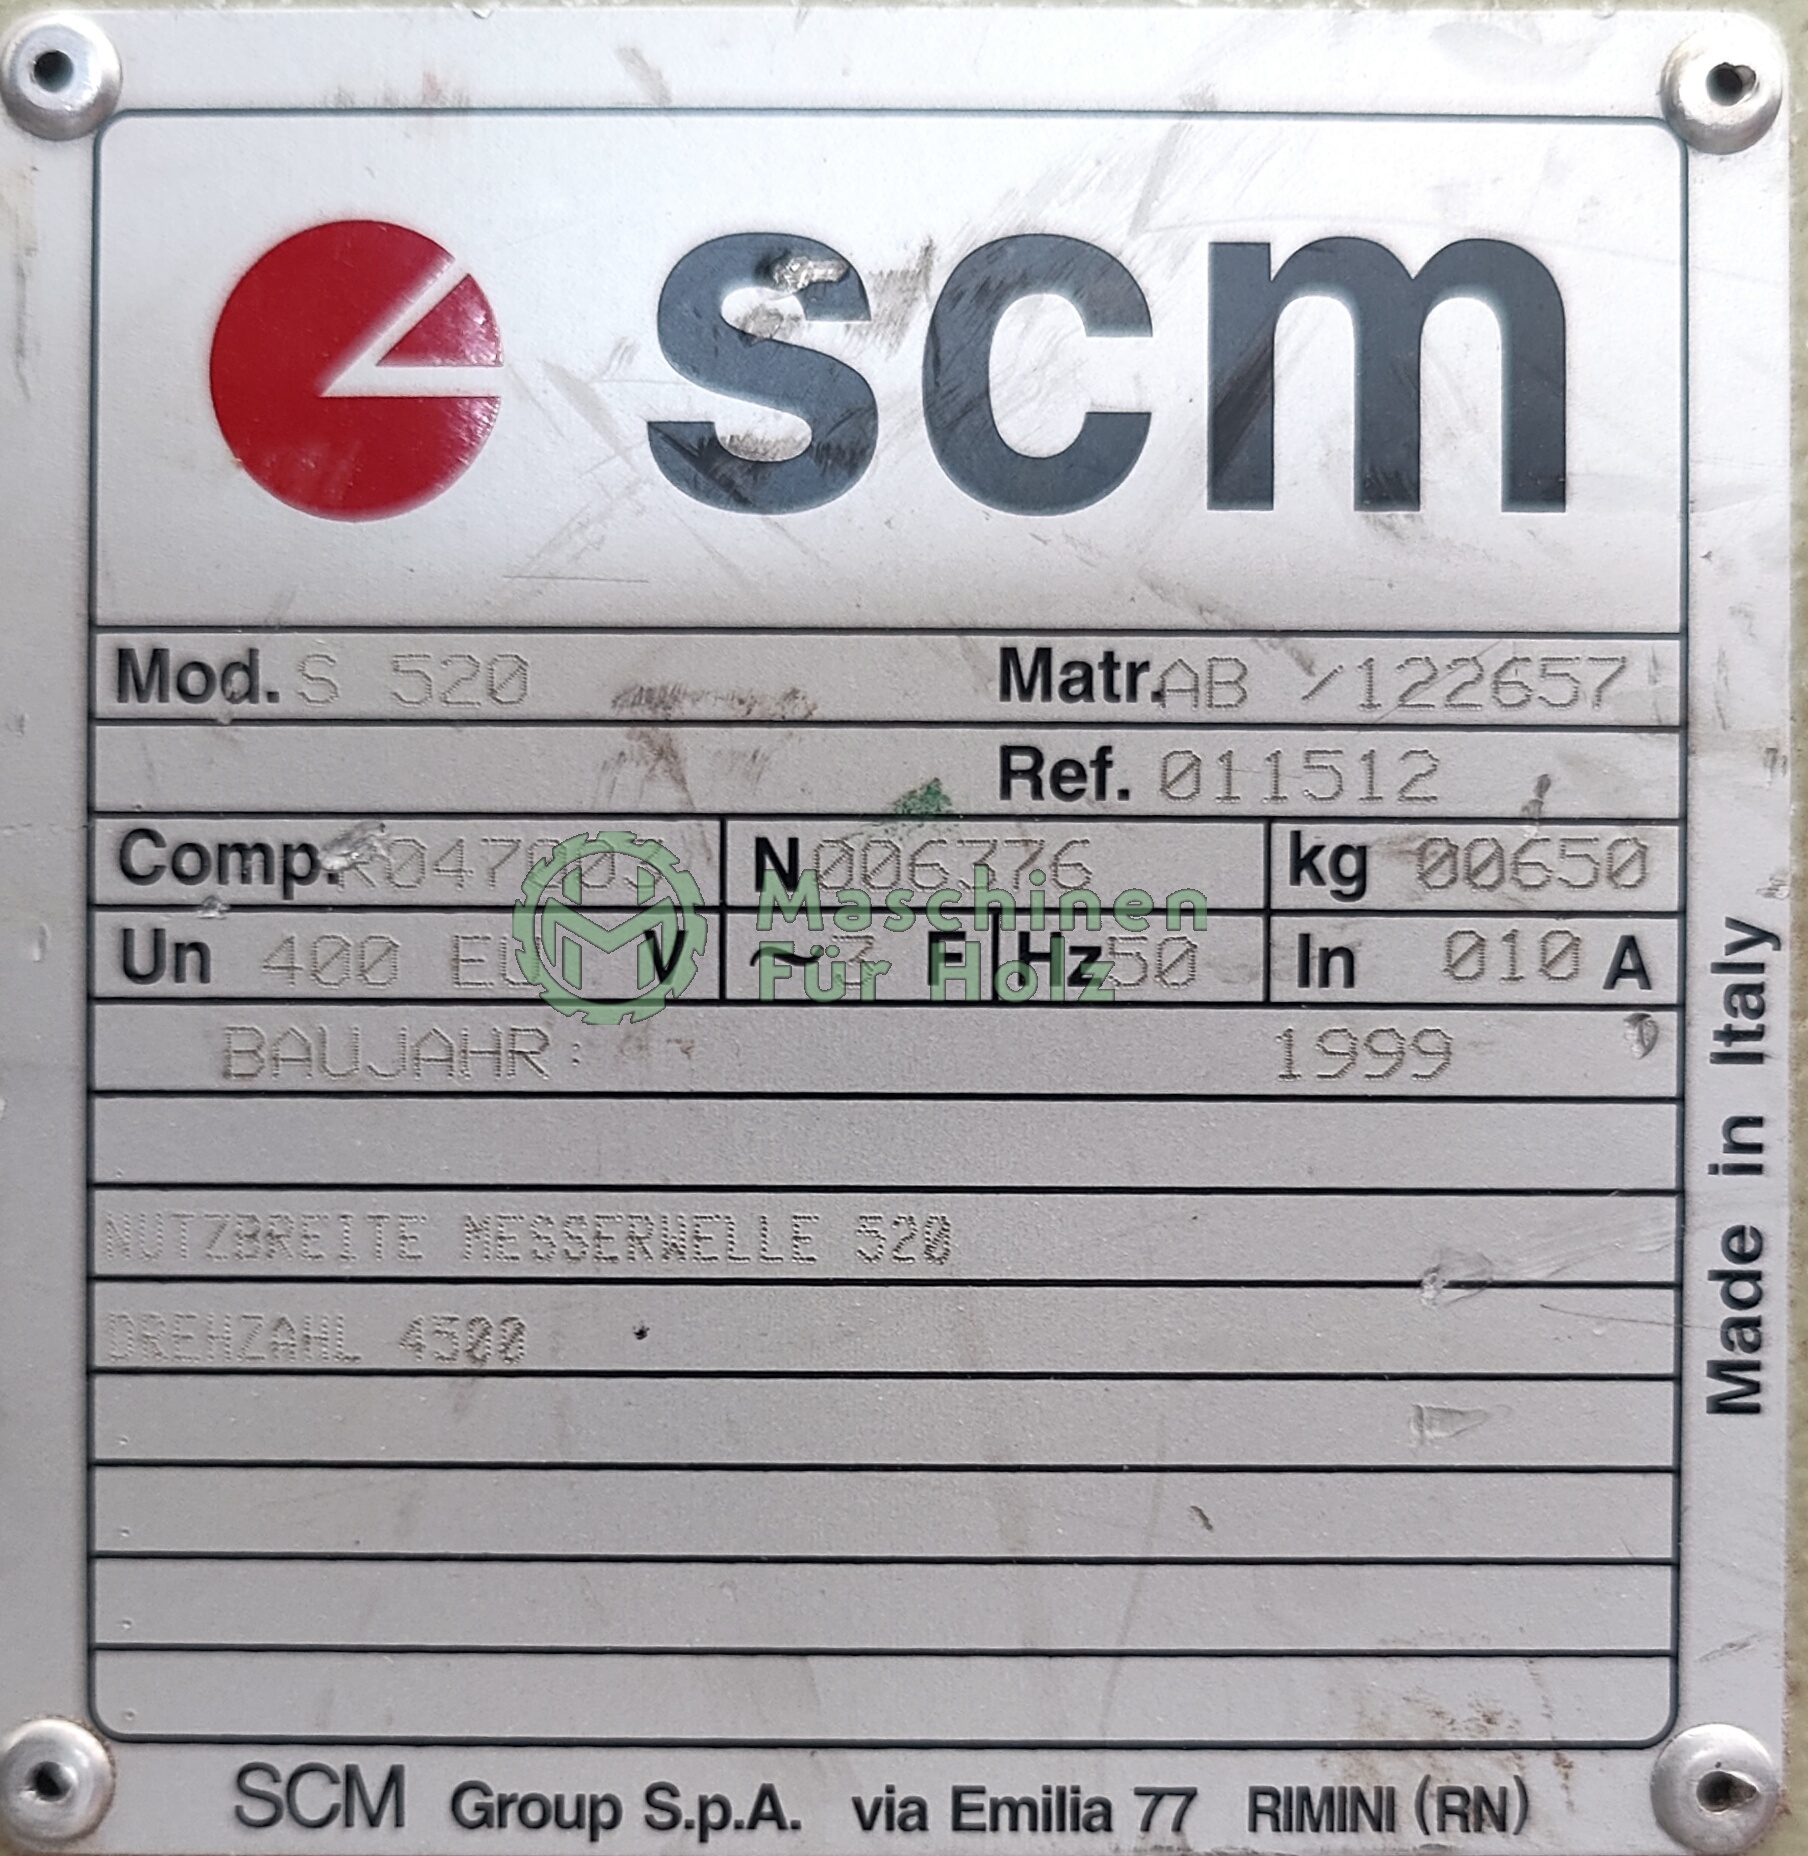 scm
Mod. S 520 Matr. AB /122657
Ref. 011512
Comp. N 006376 kg 00650
Un 400 EU V ~ 3 F Hz 50 In 010 A
Maschinen
Für Holz
BAUJAHR: 1999
NUTZBREITE MESSERWELLE 520
DREHZAHL 4500
Made in Italy
SCM Group S.p.A. via Emilia 77 RIMINI (RN)